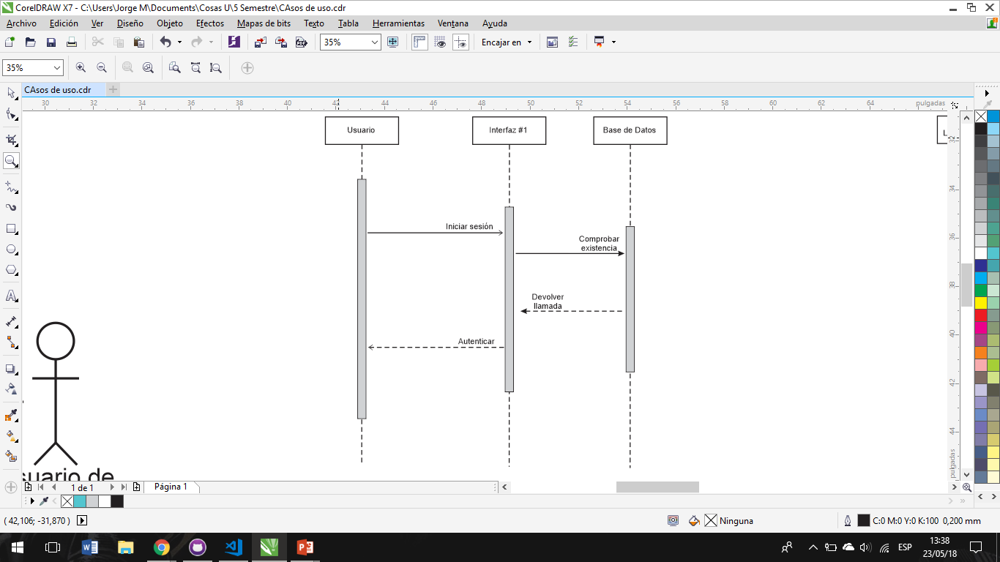 CorelDRAW X7 - C:\Users\Jorge M\Documents\Cosas U\5 Semestre\CAsos de uso.cdr
Archivo Edición Ver Diseño Objeto Efectos Mapas de bits Texto Tabla Herramientas Ventana Ayuda
35% Encajar en
35%
CAsos de uso.cdr
30 32 34 36 38 40 42 44 46 48 50 52 54 56 58 60 62 64 pulgadas
Usuario Interfaz #1 Base de Datos
32
34
Iniciar sesión
36
Comprobar
existencia
38
Devolver
llamada
40
Autenticar
42
44
pulgadas
suario de
1 de 1 Página 1
( 42,106; -31,870 ) Ninguna C:0 M:0 Y:0 K:100 0,200 mm
ESP 13:38
23/05/18